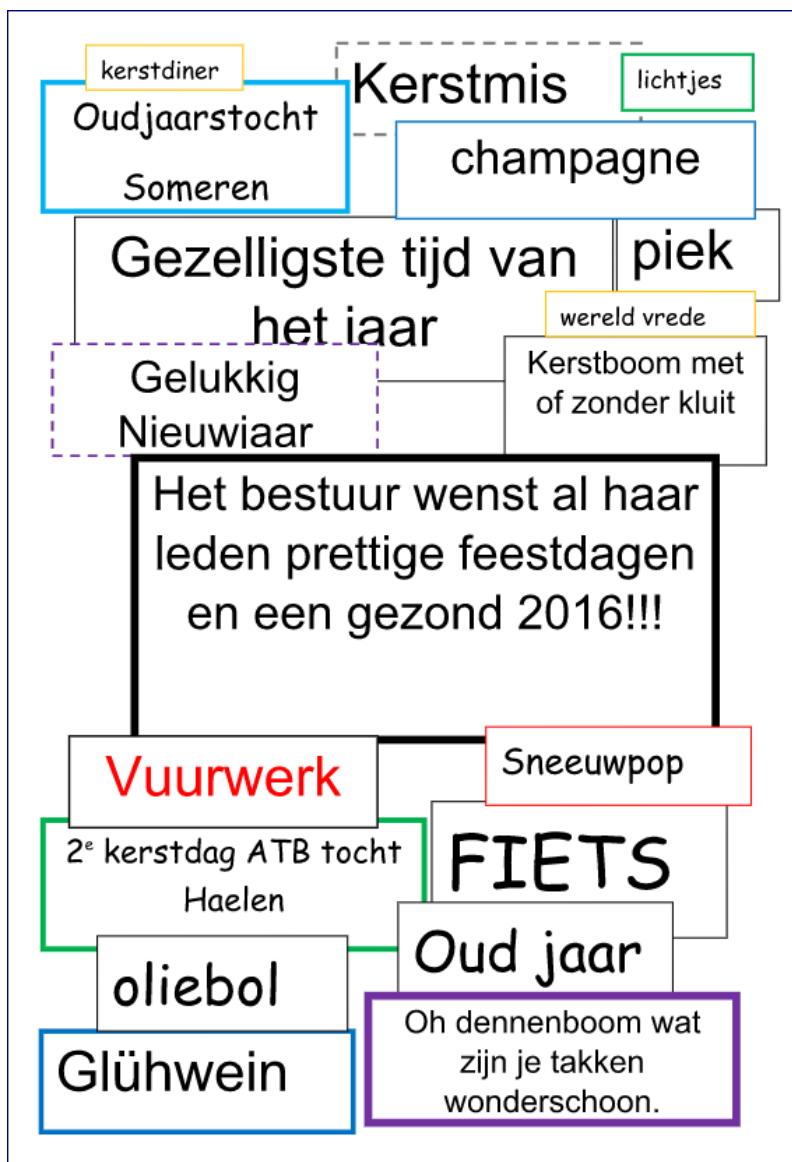 kerstdiner
Kerstmis
lichtjes
Oudjaarstocht
Someren
champagne
Gezelligste tijd van
het jaar
piek
wereld vrede
Kerstboom met
of zonder kluit
Gelukkig
Nieuwjaar
Het bestuur wenst al haar
leden prettige feestdagen
en een gezond 2016!!!
Vuurwerk
Sneeuwpop
2e kerstdag ATB tocht
Haelen
FIETS
Oud jaar
oliebol
Oh dennenboom wat
zijn je takken
wonderschoon.
Glühwein